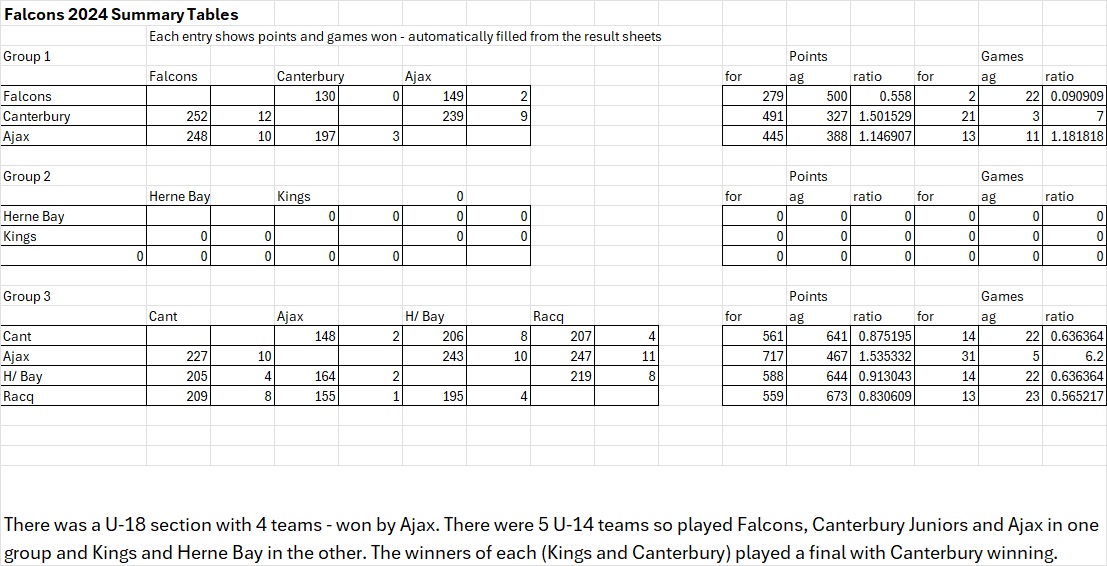 Falcons 2024 Summary Tables
Each entry shows points and games won - automatically filled from the result sheets
Group 1 Points Games
Falcons Canterbury Ajax for ag ratio for ag ratio
Falcons 130 0 149 2 279 500 0.558 2 22 0.090909
Canterbury 252 12 239 9 491 327 1.501529 21 3 7
Ajax 248 10 197 3 445 388 1.146907 13 11 1.181818
Group 2 Points Games
Herne Bay Kings 0 for ag ratio for ag ratio
Herne Bay 0 0 0 0 0 0 0 0 0 0
Kings 0 0 0 0 0 0 0 0 0 0
0 0 0 0 0 0 0 0 0 0 0
Group 3 Points Games
Cant Ajax H/ Bay Racq for ag ratio for ag ratio
Cant 148 2 206 8 207 4 561 641 0.875195 14 22 0.636364
Ajax 227 10 243 10 247 11 717 467 1.535332 31 5 6.2
H/ Bay 205 4 164 2 219 8 588 644 0.913043 14 22 0.636364
Racq 209 8 155 1 195 4 559 673 0.830609 13 23 0.565217
There was a U-18 section with 4 teams - won by Ajax. There were 5 U-14 teams so played Falcons, Canterbury Juniors and Ajax in one
group and Kings and Herne Bay in the other. The winners of each (Kings and Canterbury) played a final with Canterbury winning.